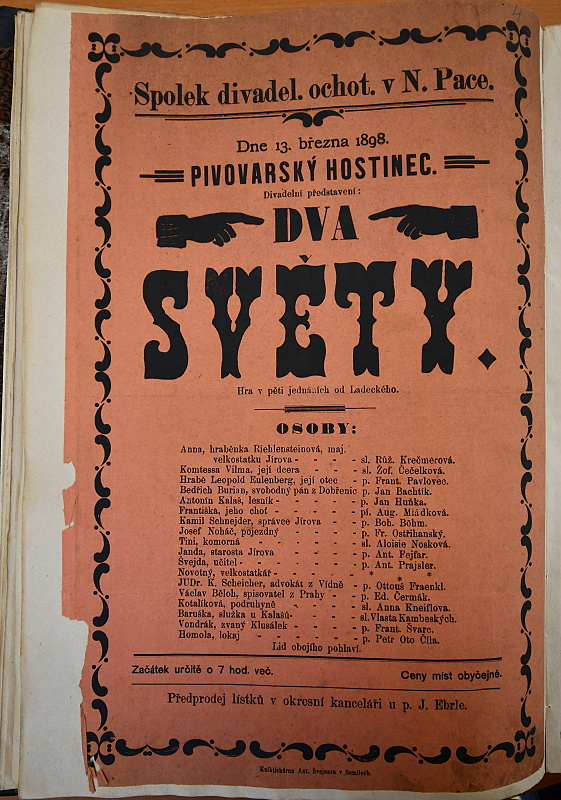 4
Spolek divadel. ochot. v N. Pace.
Dne 13. března 1898.
PIVOVARSKÝ HOSTINEC.
Divadelní představení:
DVA
SVĚTY.
Hra v pěti jednáních od Ladeckého.
OSOBY:
Anna, hraběnka Riehlensteinová, maj.
velkostatku Jírova - - - - sl. Růž. Krečmerová.
Komtessa Vilma, její dcera - - - sl. Žof. Čečelková.
Hrabě Leopold Eulenberg, její otec - p. Frant. Pavlovec.
Bedřich Burian, svobodný pán z Dobřenic p. Jan Bachtík.
Antonín Kalaš, lesník - - - - - p. Jan Huňka.
Františka, jeho choť - - - - - pí. Aug. Mládková.
Kamil Schnejder, správce Jírova - - p. Boh. Böhm.
Josef Noháč, pojezdný - - - - - p. Fr. Ostříhanský.
Tini, komorná - - - - - - sl. Aloisie Nosková.
Janda, starosta Jírova - - - - p. Ant. Fejfar.
Švejda, učitel - - - - - - p. Ant. Prajsler.
Novotný, velkostatkář - - - - - * * *
JUDr. K. Scheicher, advokát z Vídně - p. Ottouš Fraenkl.
Václav Běloh, spisovatel z Prahy - - p. Ed. Čermák.
Kotalíková, podruhyně - - - - sl. Anna Kneiflova.
Baruška, služka u Kalašů - - - - sl. Vlasta Kambeských.
Vondrák, zvaný Klusálek - - - - p. Frant. Švarc.
Homola, lokaj - - - - - - p. Petr Oto Číla.
Lid obojího pohlaví.
Začátek určitě o 7 hod. več. Ceny míst obyčejné.
Předprodej lístků v okresní kanceláři u p. J. Ebrle.
Knihtiskárna Ant. Švejnara v Semilech.